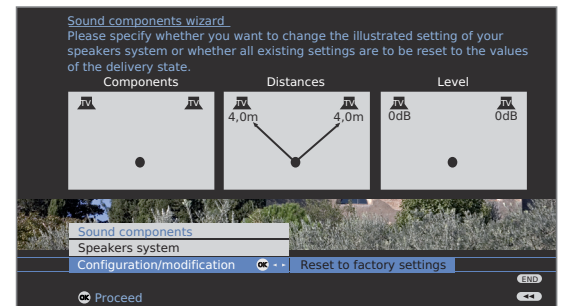 Sound components wizard
Please specify whether you want to change the illustrated setting of your
speakers system or whether all existing settings are to be reset to the values
of the delivery state.
Components Distances Level
TV TV TV TV TV TV
4,0m 4,0m 0dB 0dB
Sound components
Speakers system
Configuration/modification OK Reset to factory settings
END
OK Proceed